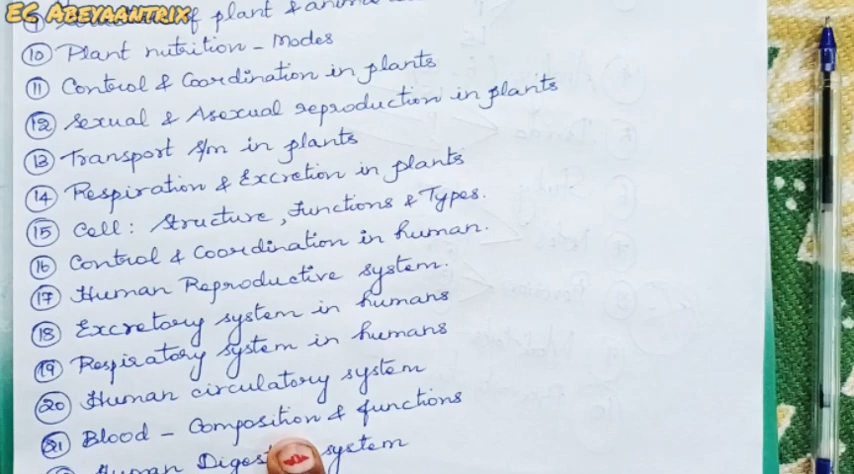 EC ABEYAANTRIX
9 of plant &
10 Plant nutrition - Modes
11 Control & Coordination in plants
12 Sexual & Asexual reproduction in plants
13 Transport s/m in plants
14 Respiration & Excretion in plants
15 Cell: Structure, Functions & Types.
16 Control & Coordination in human.
17 Human Reproductive system.
18 Excretory system in humans
19 Respiratory system in humans
20 Human circulatory system
21 Blood - Composition & functions
Human system